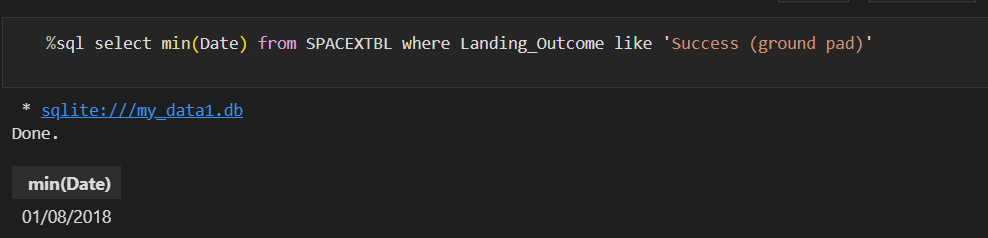 %sql select min(Date) from SPACEXTBL where Landing_Outcome like 'Success (ground pad)'
* sqlite:///my_data1.db
Done.
min(Date)
01/08/2018